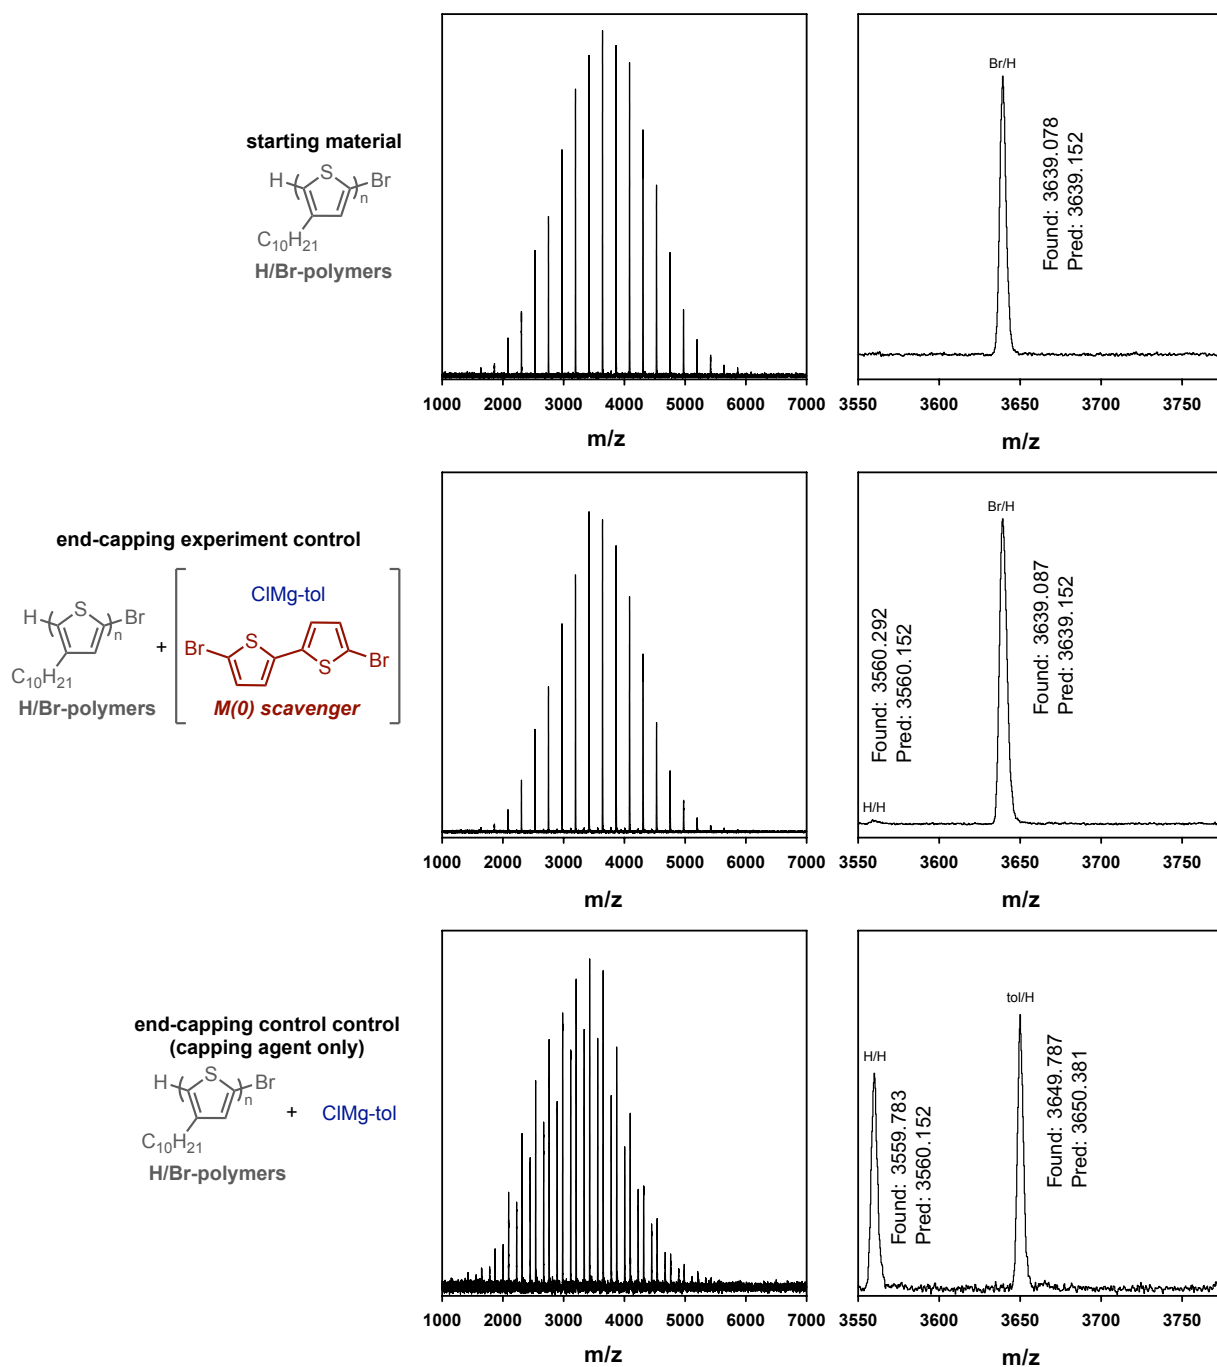 starting material
H
S
Br
n
C10H21
H/Br-polymers
1000 2000 3000 4000 5000 6000 7000
m/z
Br/H
Found: 3639.078
Pred: 3639.152
3550 3600 3650 3700 3750
m/z
end-capping experiment control
H
S
Br
n
C10H21
H/Br-polymers
+
ClMg-tol
Br
S
S
Br
M(0) scavenger
1000 2000 3000 4000 5000 6000 7000
m/z
H/H
Found: 3560.292
Pred: 3560.152
Br/H
Found: 3639.087
Pred: 3639.152
3550 3600 3650 3700 3750
m/z
end-capping control control
(capping agent only)
H
S
Br
n
C10H21
H/Br-polymers
+
ClMg-tol
1000 2000 3000 4000 5000 6000 7000
m/z
H/H
Found: 3559.783
Pred: 3560.152
tol/H
Found: 3649.787
Pred: 3650.381
3550 3600 3650 3700 3750
m/z